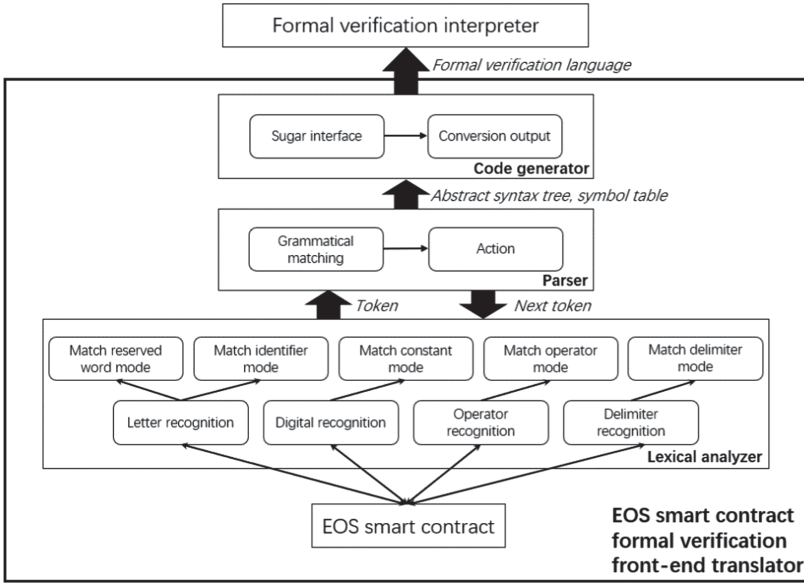 Formal verification interpreter
Formal verification language
Sugar interface
Conversion output
Code generator
Abstract syntax tree, symbol table
Grammatical
matching
Action
Parser
Token
Next token
Match reserved
word mode
Match identifier
mode
Match constant
mode
Match operator
mode
Match delimiter
mode
Letter recognition
Digital recognition
Operator
recognition
Delimiter
recognition
Lexical analyzer
EOS smart contract
EOS smart contract
formal verification
front-end translator